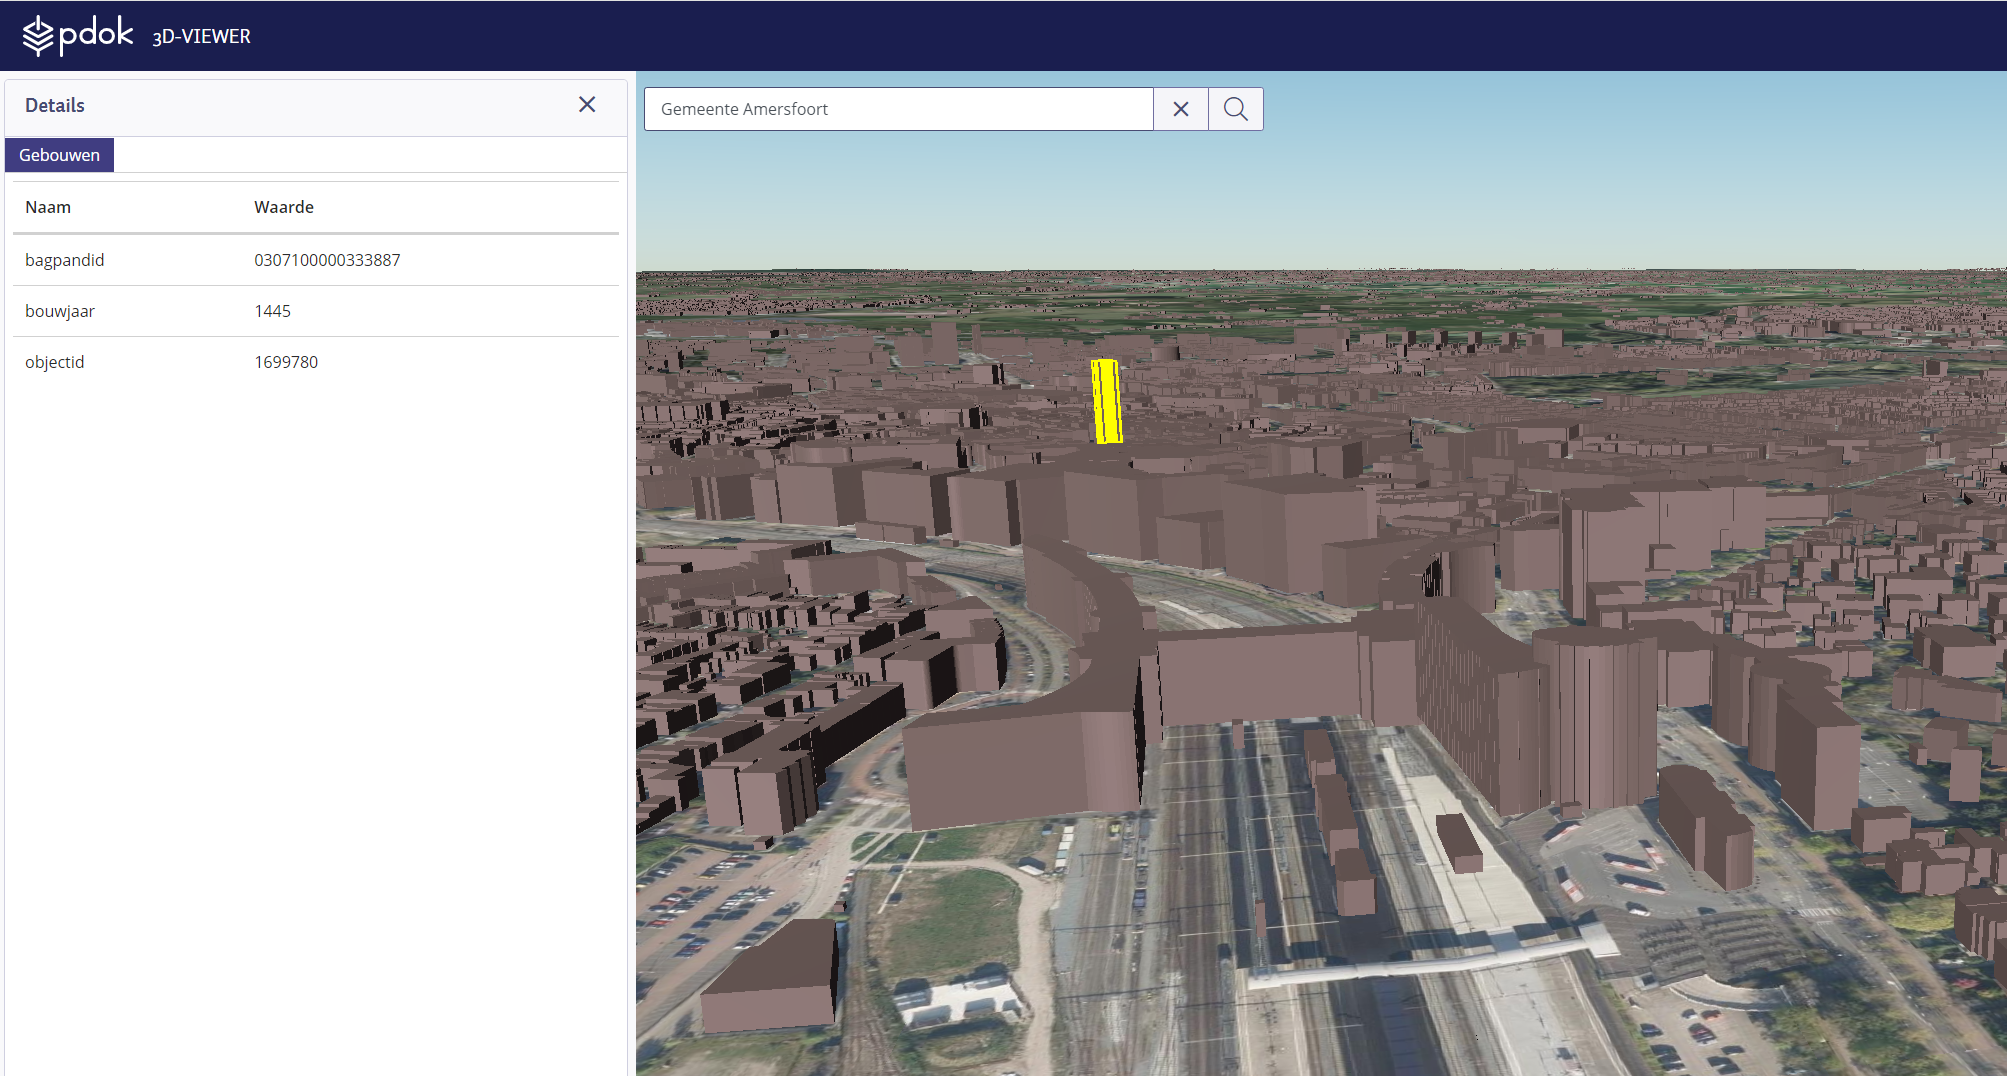 pdok 3D-VIEWER
Details
Gebouwen
Naam Waarde
bagpandid 0307100000333887
bouwjaar 1445
objectid 1699780
Gemeente Amersfoort